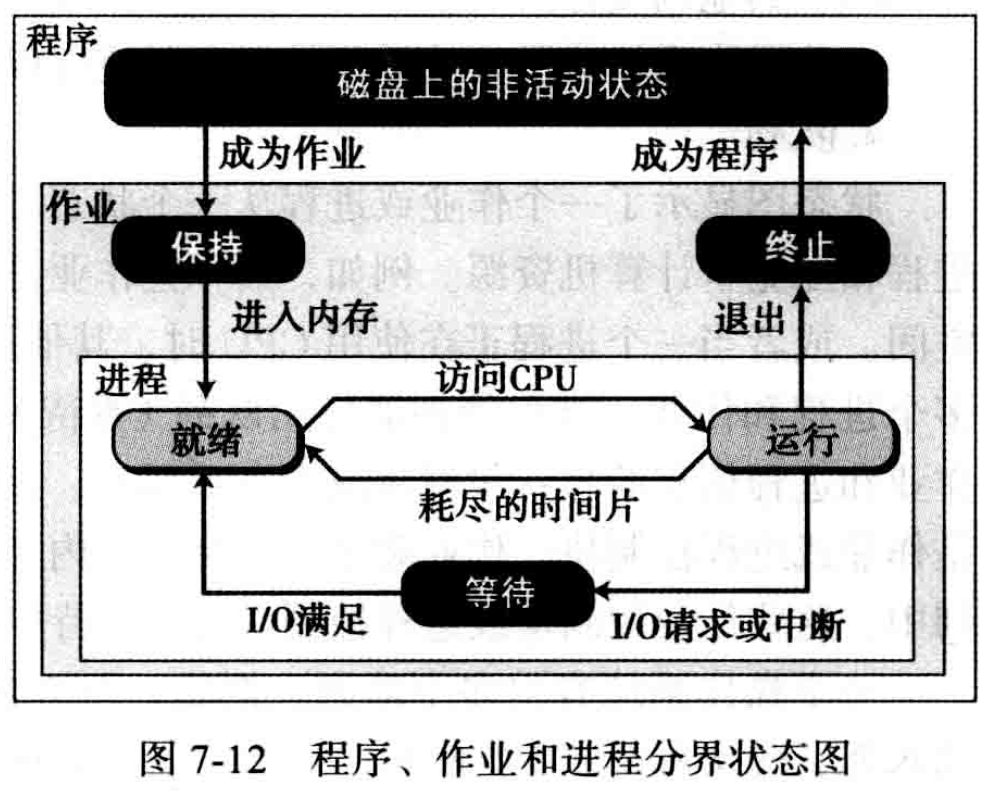 程序
磁盘上的非活动状态
成为作业
成为程序
作业
保持
终止
进入内存
退出
进程
访问CPU
就绪
运行
耗尽的时间片
等待
I/O满足
I/O请求或中断
图 7-12 程序、作业和进程分界状态图